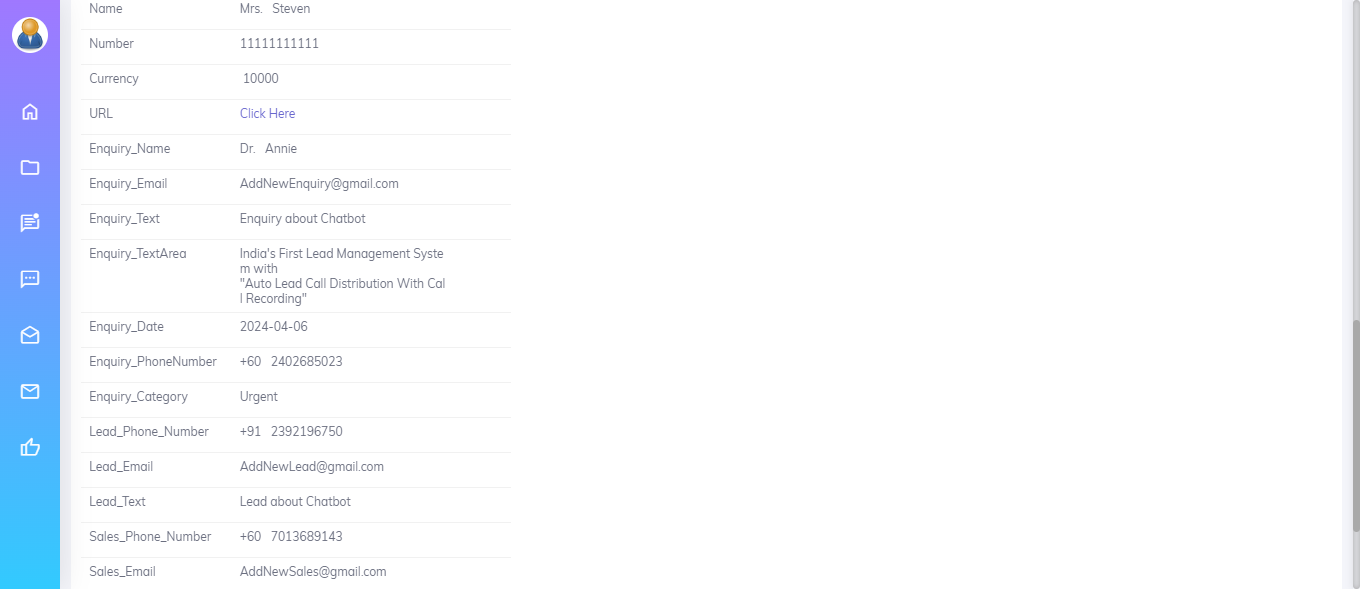 Name Mrs. Steven
Number 11111111111
Currency 10000
URL Click Here
Enquiry_Name Dr. Annie
Enquiry_Email AddNewEnquiry@gmail.com
Enquiry_Text Enquiry about Chatbot
Enquiry_TextArea India's First Lead Management Syste
m with
"Auto Lead Call Distribution With Cal
l Recording"
Enquiry_Date 2024-04-06
Enquiry_PhoneNumber +60 2402685023
Enquiry_Category Urgent
Lead_Phone_Number +91 2392196750
Lead_Email AddNewLead@gmail.com
Lead_Text Lead about Chatbot
Sales_Phone_Number +60 7013689143
Sales_Email AddNewSales@gmail.com